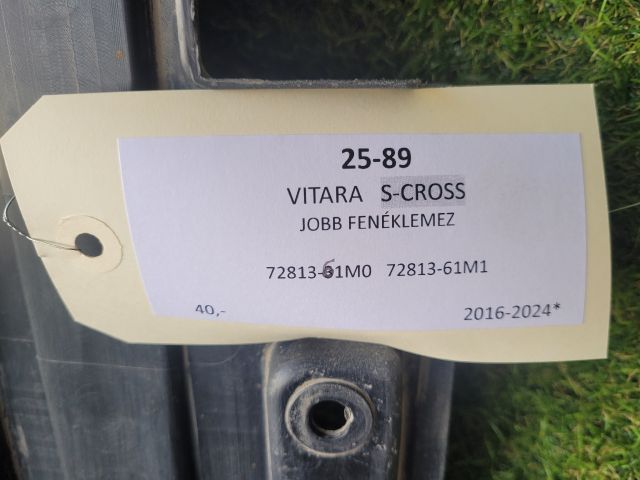 25-89
VITARA S-CROSS
JOBB FENÉKLEMEZ
72813-61M0 72813-61M1
40,- 2016-2024*